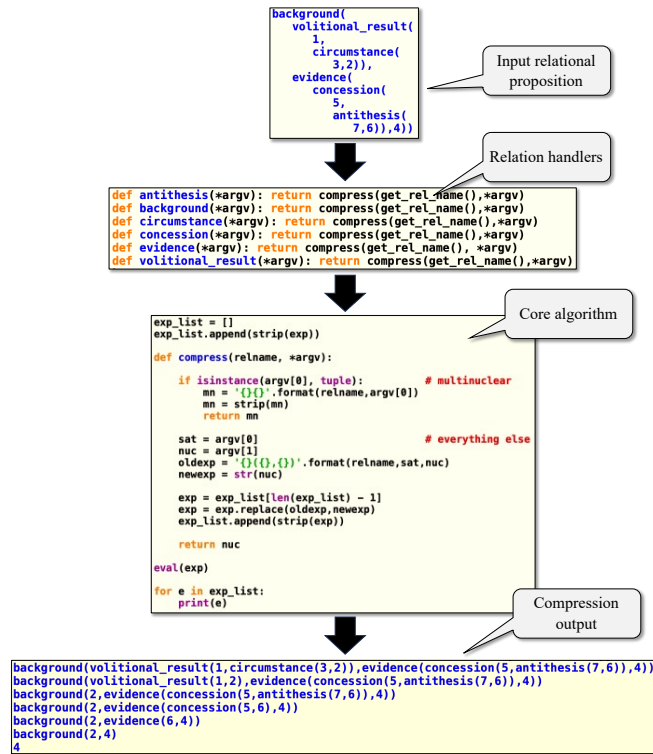 background(
   volitional_result(
      1,
      circumstance(
         3,2)),
   evidence(
      concession(
         5,
         antithesis(
            7,6)),4))
Input relational
proposition
Relation handlers
def antithesis(*argv): return compress(get_rel_name(),*argv)
def background(*argv): return compress(get_rel_name(),*argv)
def circumstance(*argv): return compress(get_rel_name(),*argv)
def concession(*argv): return compress(get_rel_name(),*argv)
def evidence(*argv): return compress(get_rel_name(), *argv)
def volitional_result(*argv): return compress(get_rel_name(),*argv)
Core algorithm
exp_list = []
exp_list.append(strip(exp))
def compress(relname, *argv):
    if isinstance(argv[0], tuple):         # multinuclear
        mn = '{}{}'.format(relname,argv[0])
        mn = strip(mn)
        return mn
    sat = argv[0]                          # everything else
    nuc = argv[1]
    oldexp = '{}({},{})'.format(relname,sat,nuc)
    newexp = str(nuc)
    exp = exp_list[len(exp_list) - 1]
    exp = exp.replace(oldexp,newexp)
    exp_list.append(strip(exp))
    return nuc
eval(exp)
for e in exp_list:
    print(e)
Compression
output
background(volitional_result(1,circumstance(3,2)),evidence(concession(5,antithesis(7,6)),4))
background(volitional_result(1,2),evidence(concession(5,antithesis(7,6)),4))
background(2,evidence(concession(5,antithesis(7,6)),4))
background(2,evidence(concession(5,6),4))
background(2,evidence(6,4))
background(2,4)
4